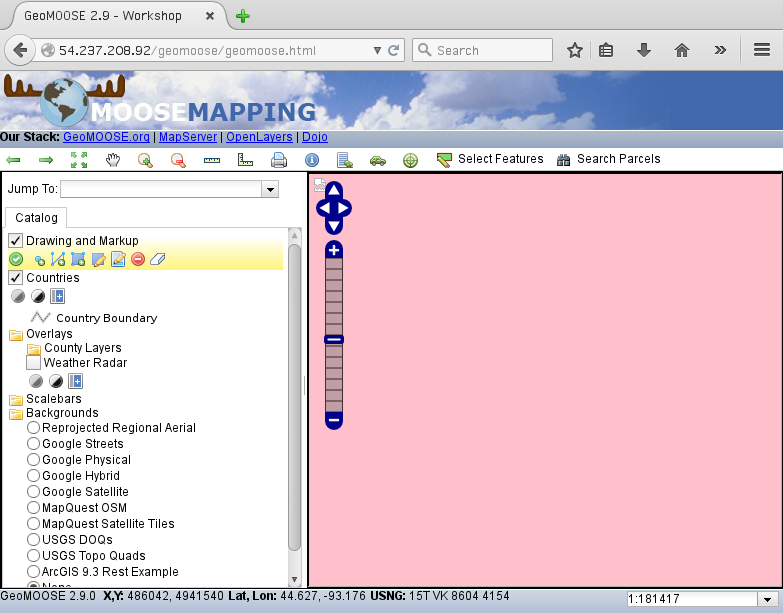 GeoMOOSE 2.9 - Workshop
54.237.208.92/geomoose/geomoose.html
Search
MOOSEMAPPING
Our Stack: GeoMOOSE.org | MapServer | OpenLayers | Dojo
Select Features
Search Parcels
Jump To:
Catalog
Drawing and Markup
Countries
Country Boundary
Overlays
County Layers
Weather Radar
Scalebars
Backgrounds
Reprojected Regional Aerial
Google Streets
Google Physical
Google Hybrid
Google Satellite
MapQuest OSM
MapQuest Satellite Tiles
USGS DOQs
USGS Topo Quads
ArcGIS 9.3 Rest Example
None
GeoMOOSE 2.9.0 X,Y: 486042, 4941540 Lat, Lon: 44.627, -93.176 USNG: 15T VK 8604 4154
1:181417